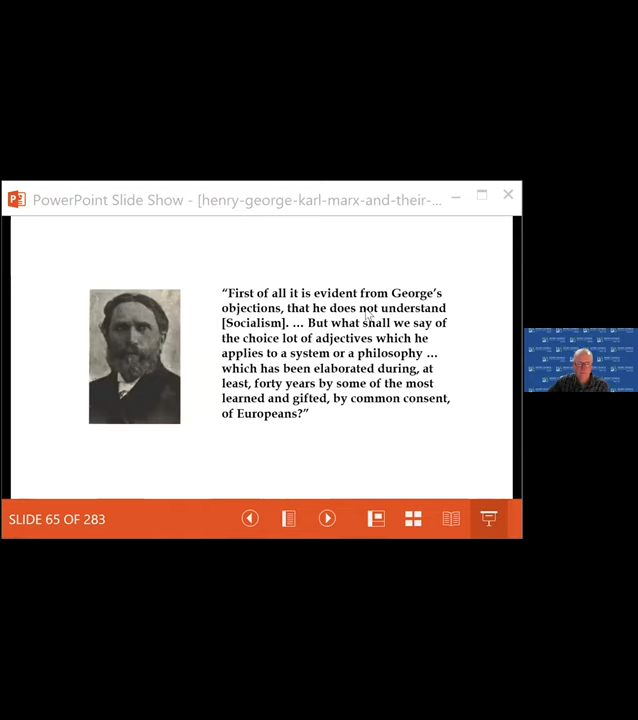 PowerPoint Slide Show - [henry-george-karl-marx-and-their-...
“First of all it is evident from George’s
objections, that he does not understand
[Socialism]. ... But what shall we say of
the choice lot of adjectives which he
applies to a system or a philosophy ...
which has been elaborated during, at
least, forty years by some of the most
learned and gifted, by common consent,
of Europeans?”
SLIDE 65 OF 283